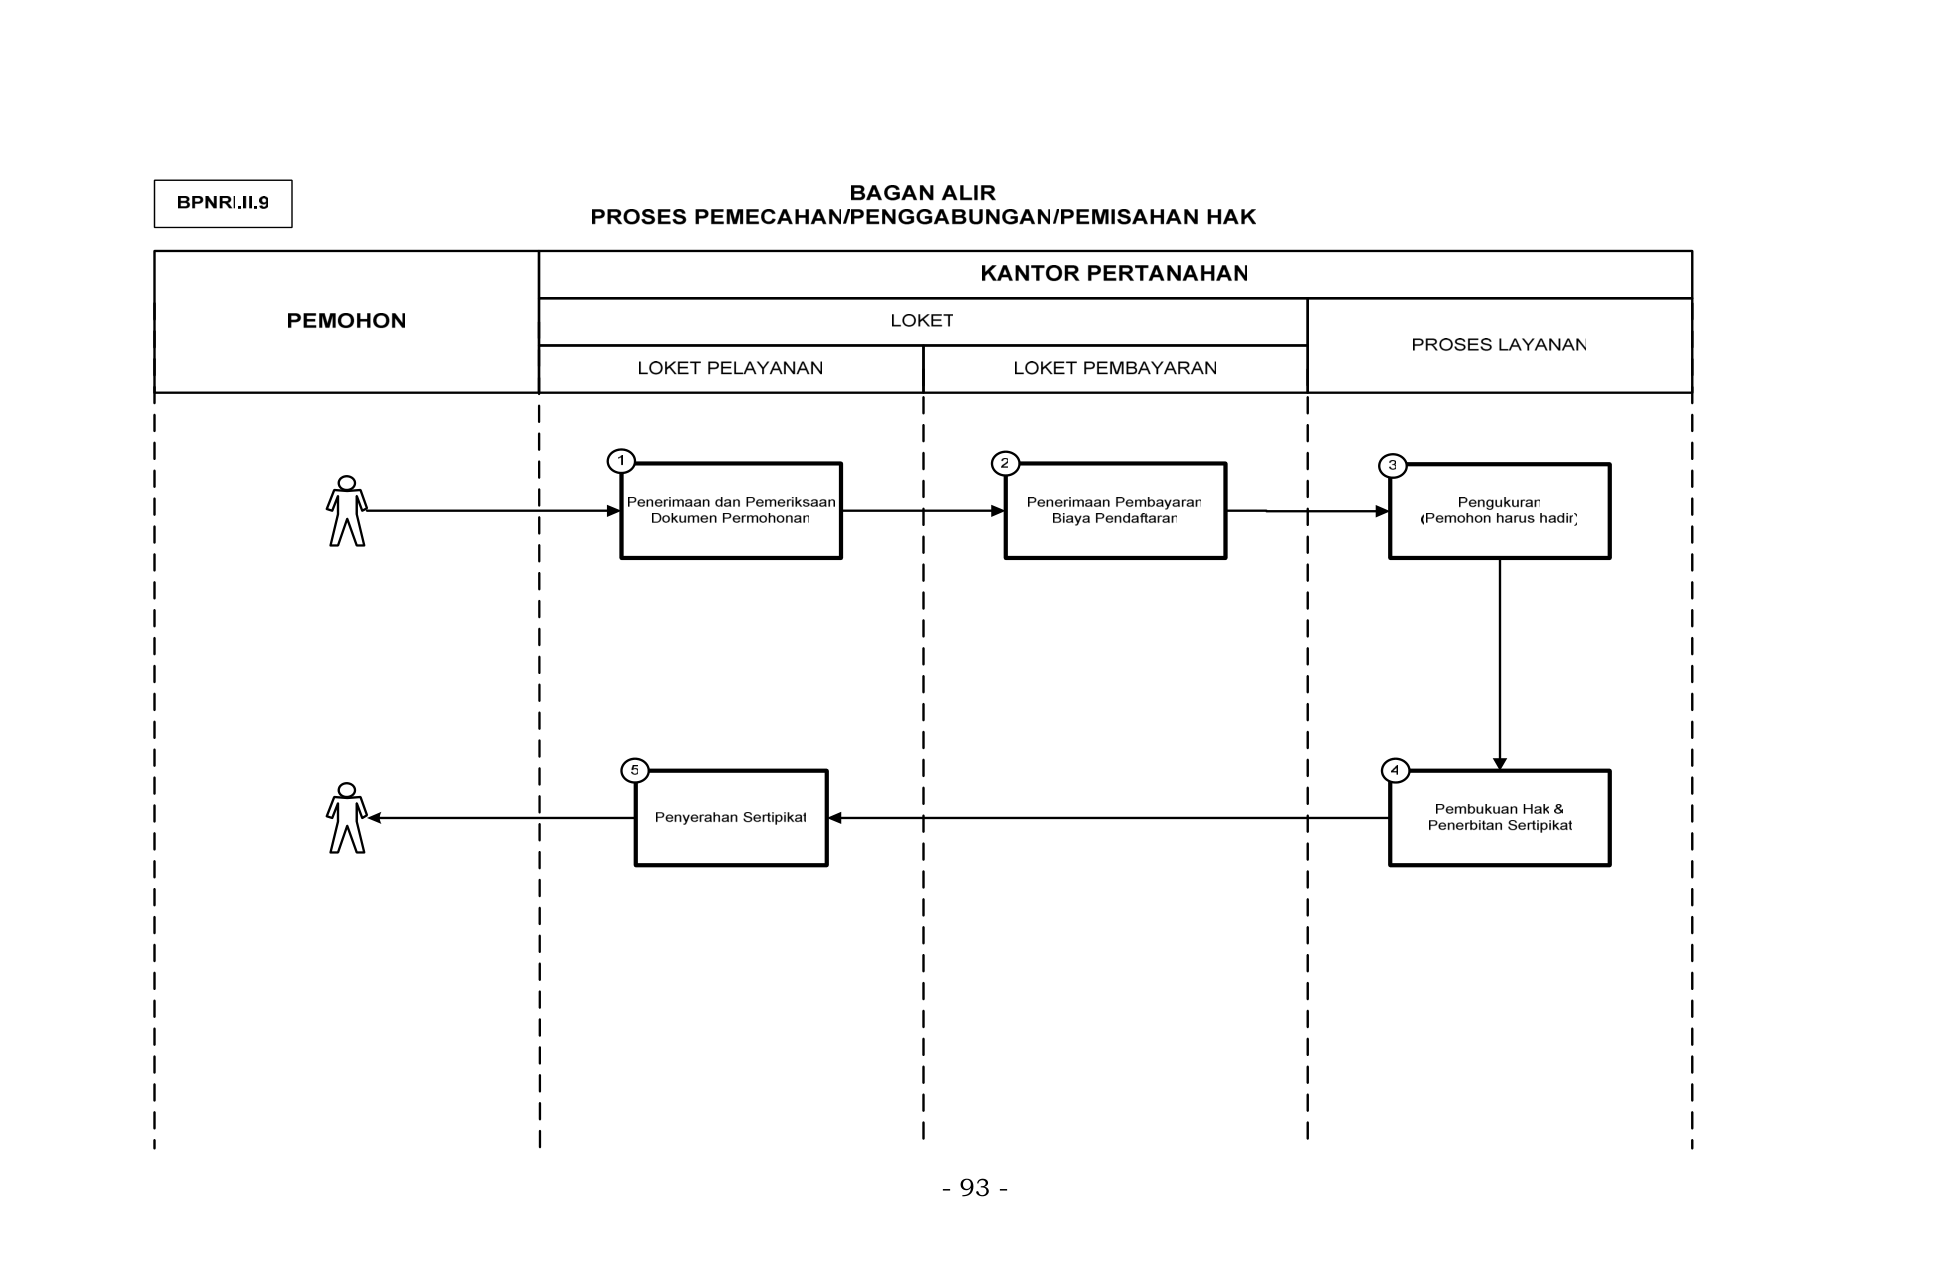 BPNRI.II.9
BAGAN ALIR
PROSES PEMECAHAN/PENGGABUNGAN/PEMISAHAN HAK
PEMOHON
KANTOR PERTANAHAN
LOKET
PROSES LAYANAN
LOKET PELAYANAN
LOKET PEMBAYARAN
1
Penerimaan dan Pemeriksaan
Dokumen Permohonan
2
Penerimaan Pembayaran
Biaya Pendaftaran
3
Pengukuran
(Pemohon harus hadir)
4
Pembukuan Hak &
Penerbitan Sertipikat
5
Penyerahan Sertipikat
- 93 -